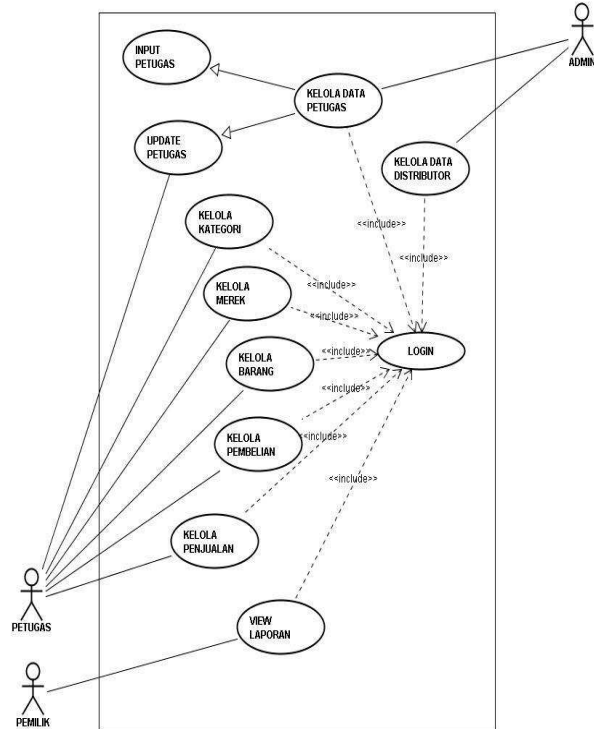 INPUT
PETUGAS
ADMIN
KELOLA DATA
PETUGAS
UPDATE
PETUGAS
KELOLA DATA
DISTRIBUTOR
KELOLA
KATEGORI
<<include>>
<<include>>
KELOLA
MEREK
<<include>>
<<include>>
KELOLA
BARANG
<<include>>
LOGIN
<<include>>
KELOLA
PEMBELIAN
<<include>>
<<include>>
KELOLA
PENJUALAN
PETUGAS
VIEW
LAPORAN
PEMILIK